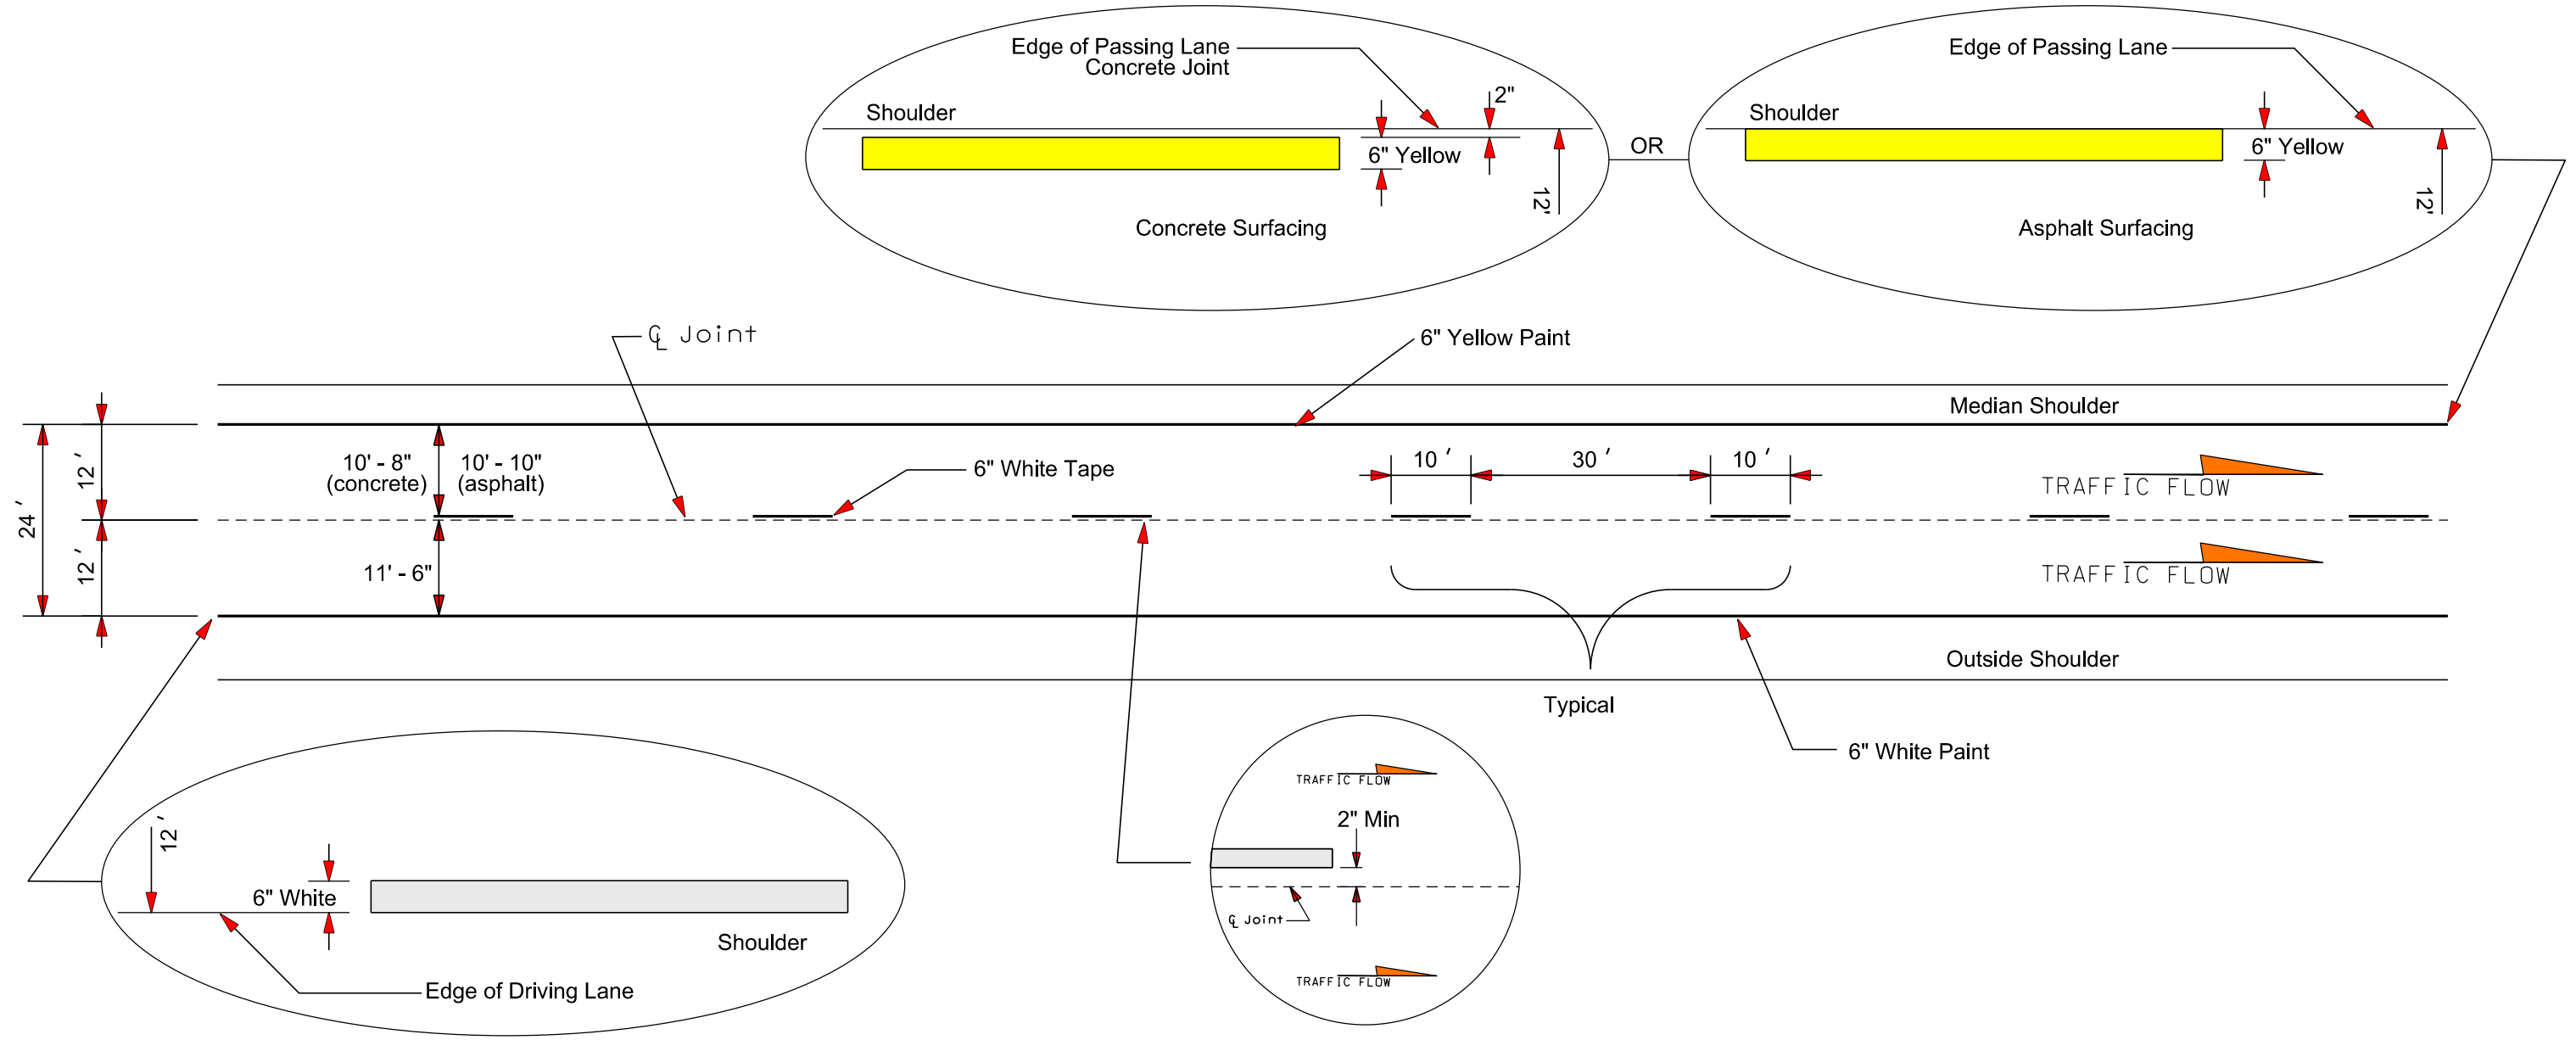 Edge of Passing Lane
Concrete Joint
Shoulder
2"
6" Yellow
12'
Concrete Surfacing
OR
Edge of Passing Lane
Shoulder
6" Yellow
12'
Asphalt Surfacing
℄ Joint
6" Yellow Paint
Median Shoulder
24 '
12 '
12 '
10' - 8"
(concrete)
10' - 10"
(asphalt)
6" White Tape
10 '
30 '
10 '
TRAFFIC FLOW
11' - 6"
TRAFFIC FLOW
Outside Shoulder
Typical
6" White Paint
12 '
6" White
Shoulder
Edge of Driving Lane
TRAFFIC FLOW
2" Min
℄ Joint
TRAFFIC FLOW